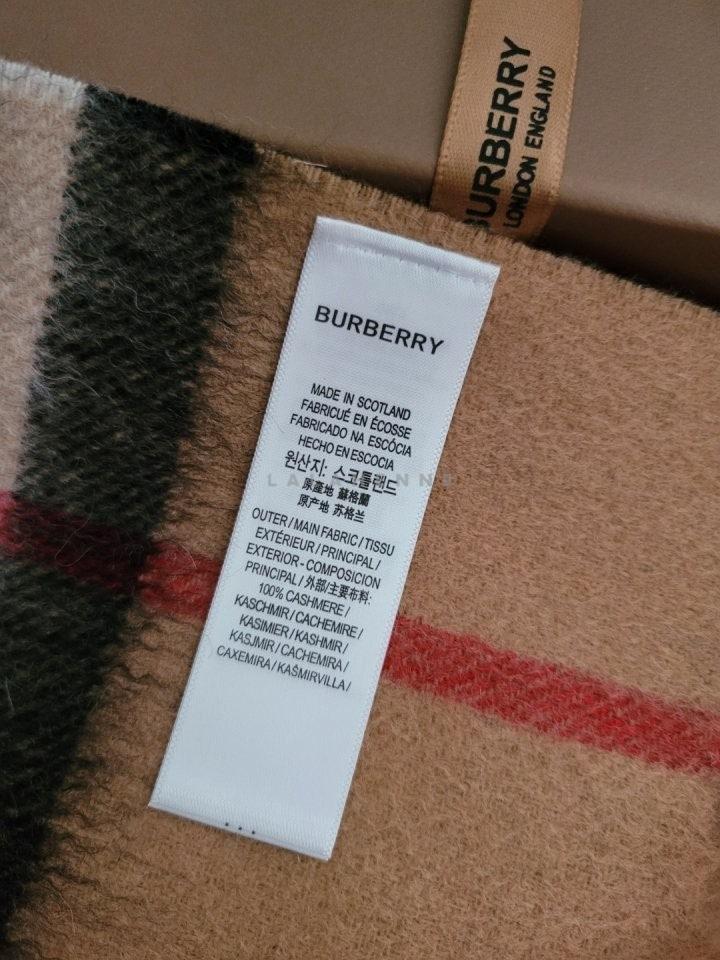 BURBERRY
LONDON ENGLAND
BURBERRY
MADE IN SCOTLAND
FABRIQUÉ EN ÉCOSSE
FABRICADO NA ESCÓCIA
HECHO EN ESCOCIA
원산지: 스코틀랜드
原產地 蘇格蘭
原产地 苏格兰
OUTER / MAIN FABRIC / TISSU
EXTÉRIEUR / PRINCIPAL /
EXTERIOR - COMPOSICION
PRINCIPAL / 外部/主要布料:
100% CASHMERE /
KASCHMIR / CACHEMIRE /
KASIMIER / KASHMIR /
KASJMIR / CACHEMIRA /
CAXEMIRA / KAŠMIRVILLA /